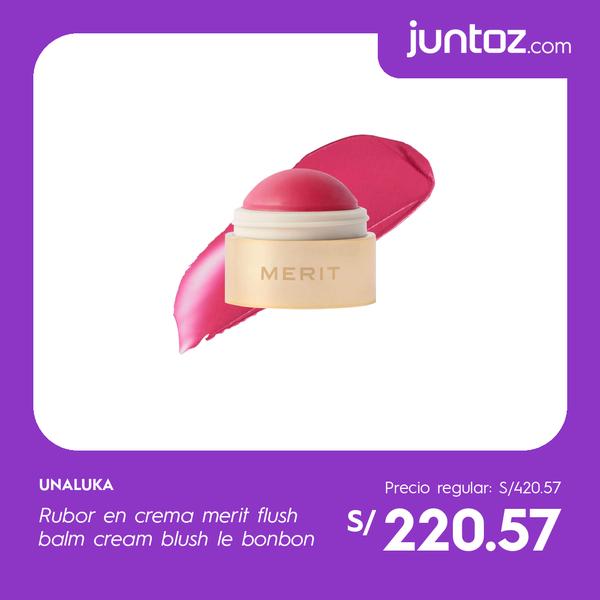 juntoz.com
MERIT
UNALUKA
Rubor en crema merit flush
balm cream blush le bonbon
Precio regular: S/420.57
S/ 220.57